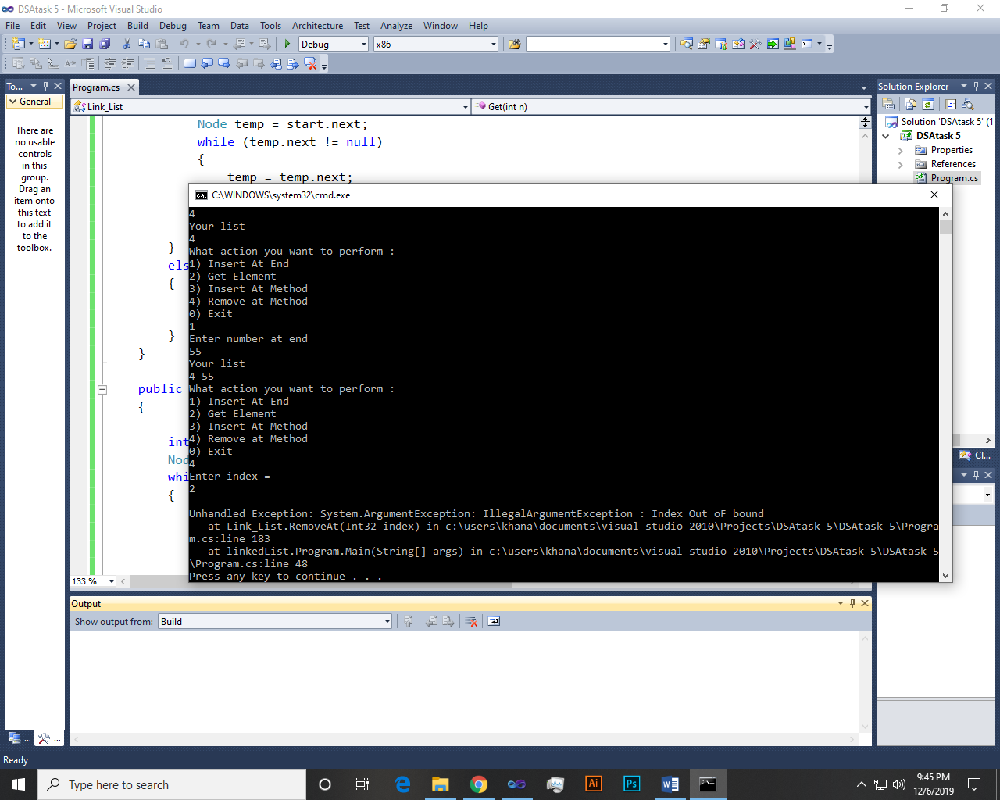 DSAtask 5 - Microsoft Visual Studio
File Edit View Project Build Debug Team Data Tools Architecture Test Analyze Window Help
Debug x86
To...
General
There are
no usable
controls
in this
group.
Drag an
item onto
this text
to add it
to the
toolbox.
Program.cs
Link_List Get(int n)
Node temp = start.next;
while (temp.next != null)
{
temp = temp.next;
}
els
{
}
}
public
{
int
Nod
whi
{
133 %
C:\WINDOWS\system32\cmd.exe
4
Your list
4
What action you want to perform :
1) Insert At End
2) Get Element
3) Insert At Method
4) Remove at Method
0) Exit
1
Enter number at end
55
Your list
4 55
What action you want to perform :
1) Insert At End
2) Get Element
3) Insert At Method
4) Remove at Method
0) Exit
4
Enter index =
2
Unhandled Exception: System.ArgumentException: IllegalArgumentException : Index Out oF bound
at Link_List.RemoveAt(Int32 index) in c:\users\khana\documents\visual studio 2010\Projects\DSAtask 5\DSAtask 5\Progra
m.cs:line 183
at linkedList.Program.Main(String[] args) in c:\users\khana\documents\visual studio 2010\Projects\DSAtask 5\DSAtask 5
\Program.cs:line 48
Press any key to continue . . .
Solution Explorer
Solution 'DSAtask 5' (1
DSAtask 5
Properties
References
Program.cs
Cl...
Output
Show output from: Build
... ...
Ready
Type here to search
Ai
Ps
9:45 PM
12/6/2019